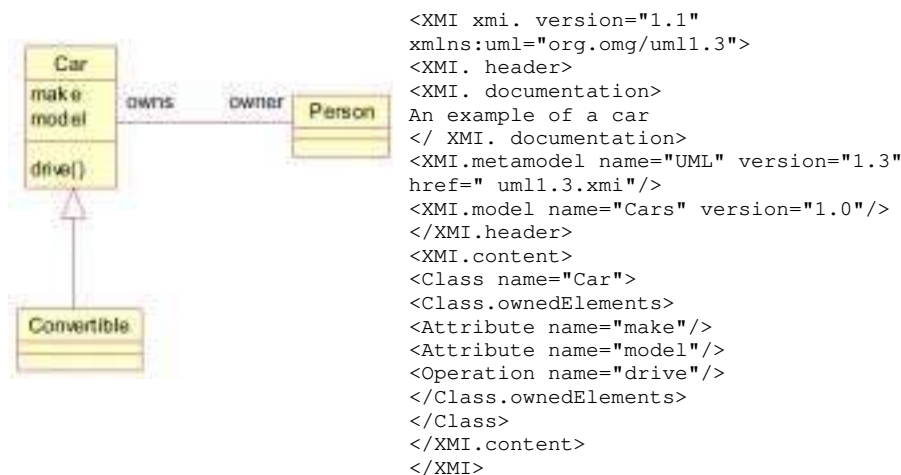 Car
make
model
drive()
owns
owner
Person
Convertible
<XMI xmi. version="1.1"
xmlns:uml="org.omg/uml1.3">
<XMI. header>
<XMI. documentation>
An example of a car
</ XMI. documentation>
<XMI.metamodel name="UML" version="1.3"
href=" uml1.3.xmi"/>
<XMI.model name="Cars" version="1.0"/>
</XMI.header>
<XMI.content>
<Class name="Car">
<Class.ownedElements>
<Attribute name="make"/>
<Attribute name="model"/>
<Operation name="drive"/>
</Class.ownedElements>
</Class>
</XMI.content>
</XMI>